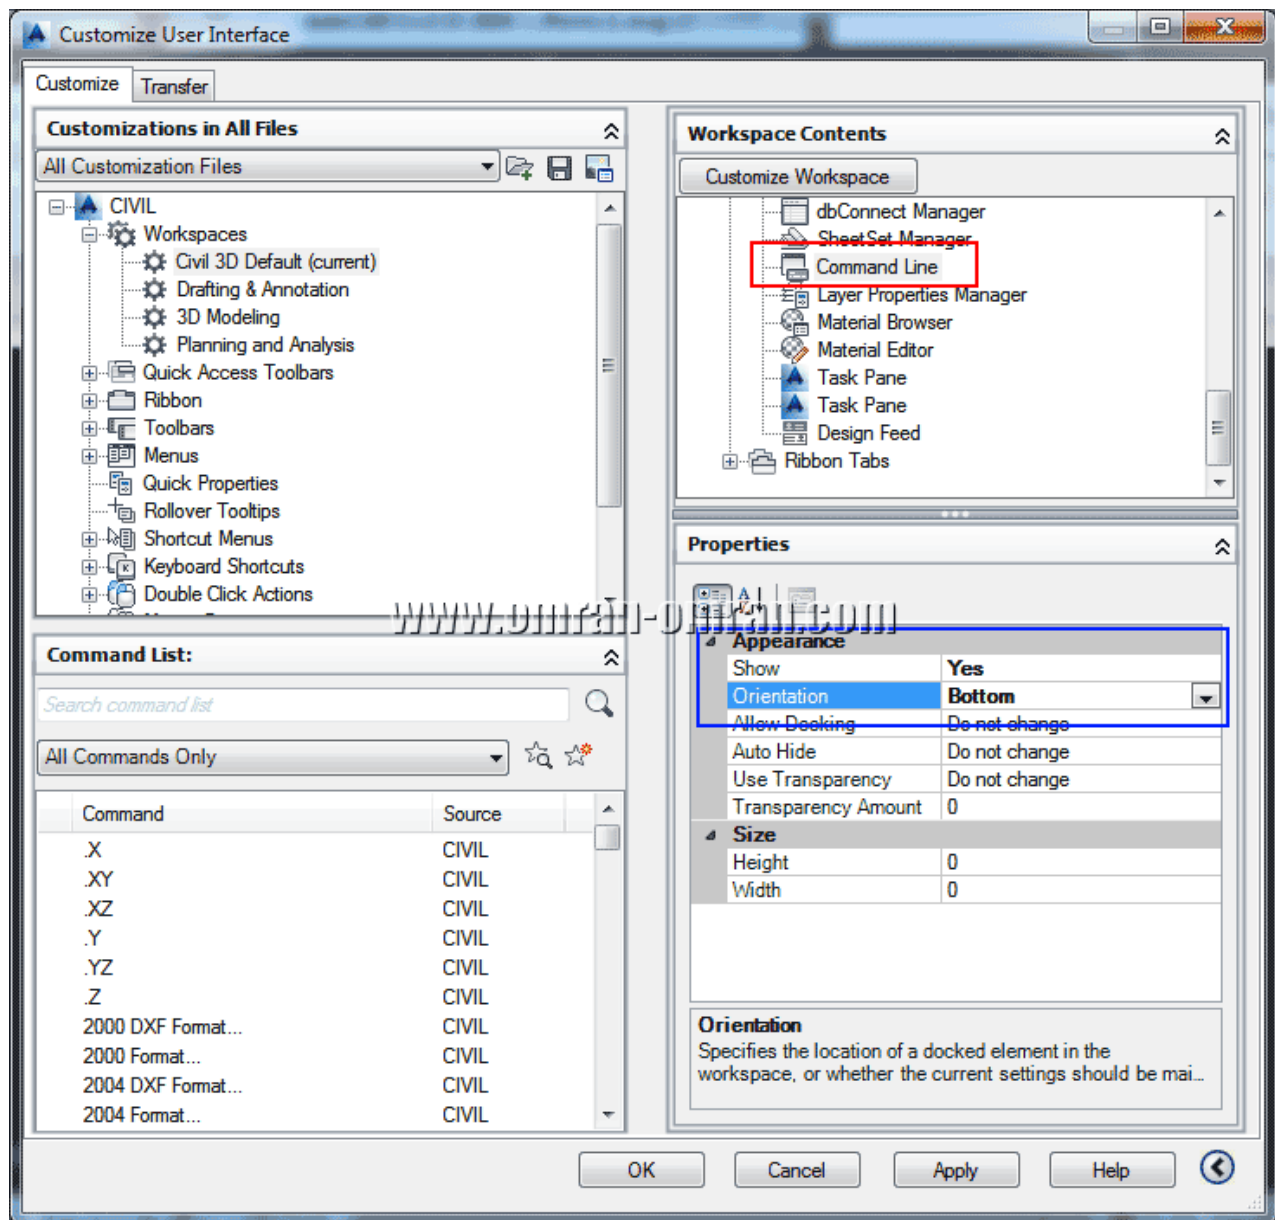 Customize User Interface
Customize
Transfer
Customizations in All Files
All Customization Files
CIVIL
Workspaces
Civil 3D Default (current)
Drafting & Annotation
3D Modeling
Planning and Analysis
Quick Access Toolbars
Ribbon
Toolbars
Menus
Quick Properties
Rollover Tooltips
Shortcut Menus
Keyboard Shortcuts
Double Click Actions
Command List:
Search command list
All Commands Only
Command Source
.X CIVIL
.XY CIVIL
.XZ CIVIL
.Y CIVIL
.YZ CIVIL
.Z CIVIL
2000 DXF Format... CIVIL
2000 Format... CIVIL
2004 DXF Format... CIVIL
2004 Format... CIVIL
Workspace Contents
Customize Workspace
dbConnect Manager
SheetSet Manager
Command Line
Layer Properties Manager
Material Browser
Material Editor
Task Pane
Task Pane
Design Feed
Ribbon Tabs
Properties
www.omran-omran.com
Appearance
Show Yes
Orientation Bottom
Allow Docking Do not change
Auto Hide Do not change
Use Transparency Do not change
Transparency Amount 0
Size
Height 0
Width 0
Orientation
Specifies the location of a docked element in the
workspace, or whether the current settings should be mai...
OK
Cancel
Apply
Help